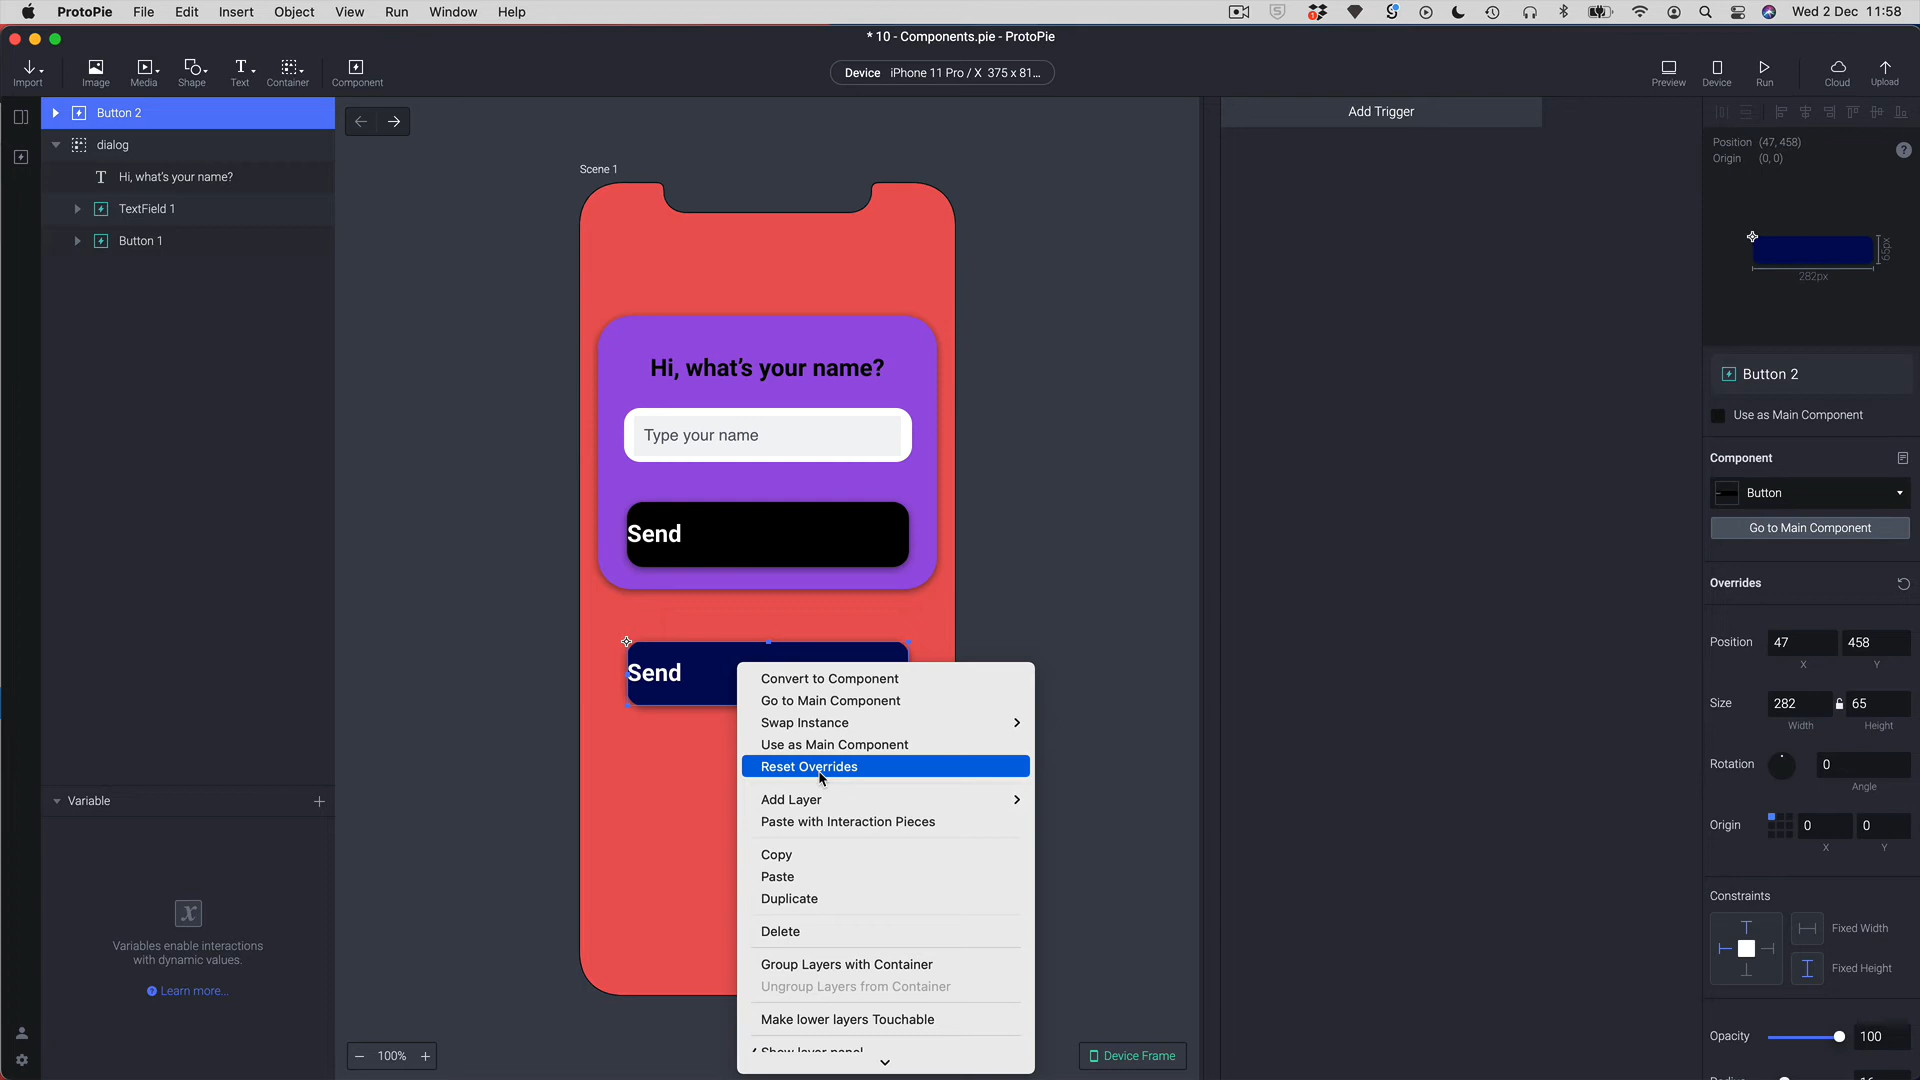 ProtoPie File Edit Insert Object View Run Window Help Wed 2 Dec 11:58
* 10 - Components.pie - ProtoPie
Import Image Media Shape Text Container Component
Device iPhone 11 Pro / X 375 x 81...
Preview Device Run Cloud Upload
Button 2
dialog
Hi, what's your name?
TextField 1
Button 1
Variable
Variables enable interactions
with dynamic values.
Learn more...
Scene 1
Hi, what's your name?
Type your name
Send
Send
Convert to Component
Go to Main Component
Swap Instance
Use as Main Component
Reset Overrides
Add Layer
Paste with Interaction Pieces
Copy
Paste
Duplicate
Delete
Group Layers with Container
Ungroup Layers from Container
Make lower layers Touchable
Show layer panel
100%
Device Frame
Add Trigger
Position (47, 458)
Origin (0, 0)
65px
282px
Button 2
Use as Main Component
Component
Button
Go to Main Component
Overrides
Position 47 458
X Y
Size 282 65
Width Height
Rotation 0
Angle
Origin 0 0
X Y
Constraints
Fixed Width
Fixed Height
Opacity 100